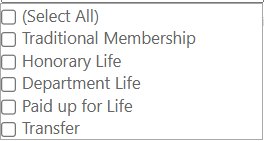 (Select All)
Traditional Membership
Honorary Life
Department Life
Paid up for Life
Transfer